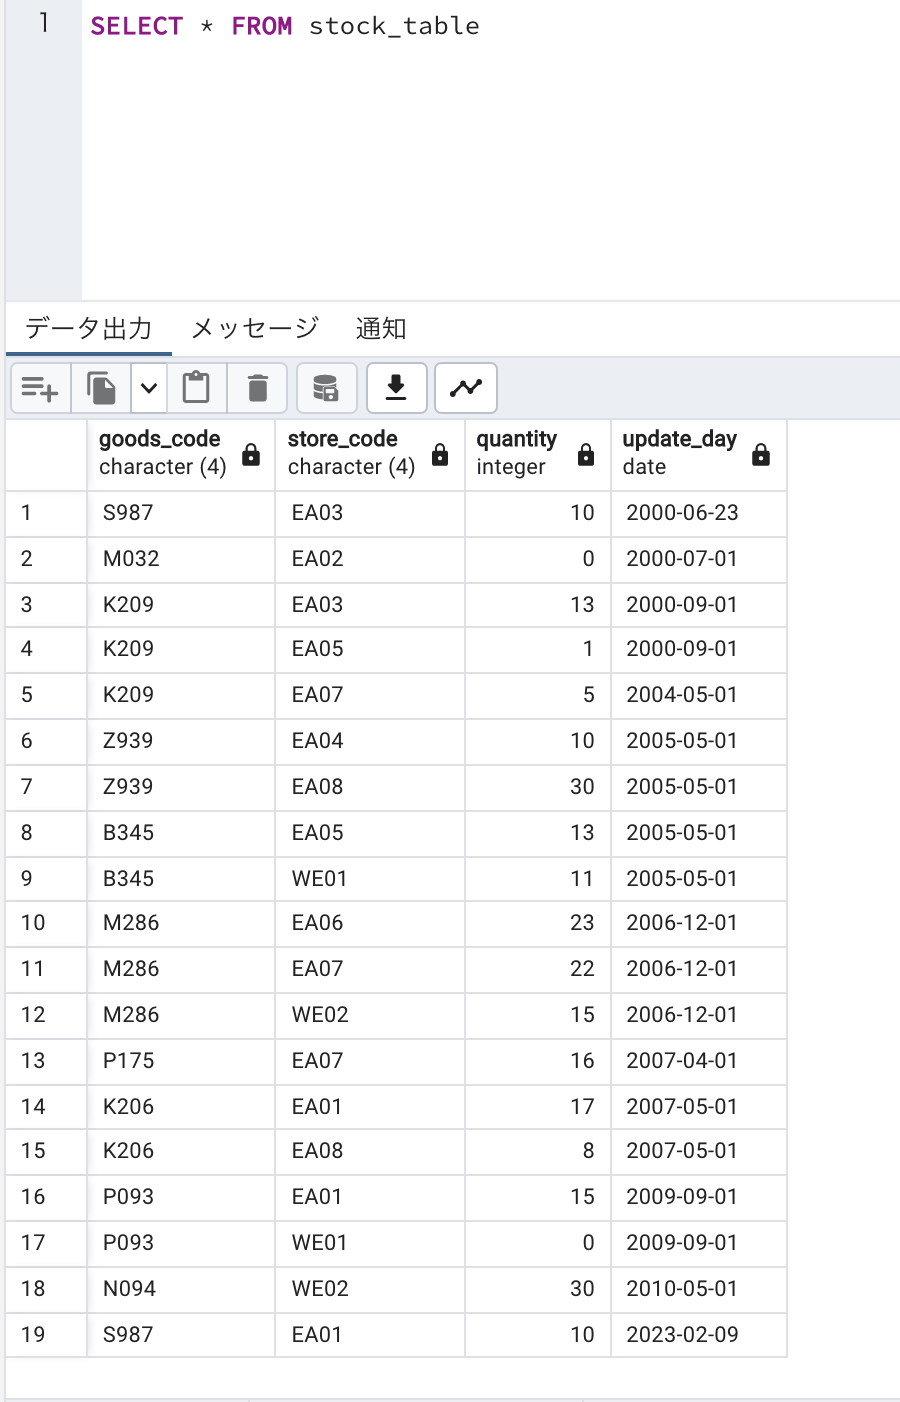 1 SELECT * FROM stock_table
データ出力 メッセージ 通知
goods_code store_code quantity update_day
character (4) character (4) integer date
1 S987 EA03 10 2000-06-23
2 M032 EA02 0 2000-07-01
3 K209 EA03 13 2000-09-01
4 K209 EA05 1 2000-09-01
5 K209 EA07 5 2004-05-01
6 Z939 EA04 10 2005-05-01
7 Z939 EA08 30 2005-05-01
8 B345 EA05 13 2005-05-01
9 B345 WE01 11 2005-05-01
10 M286 EA06 23 2006-12-01
11 M286 EA07 22 2006-12-01
12 M286 WE02 15 2006-12-01
13 P175 EA07 16 2007-04-01
14 K206 EA01 17 2007-05-01
15 K206 EA08 8 2007-05-01
16 P093 EA01 15 2009-09-01
17 P093 WE01 0 2009-09-01
18 N094 WE02 30 2010-05-01
19 S987 EA01 10 2023-02-09